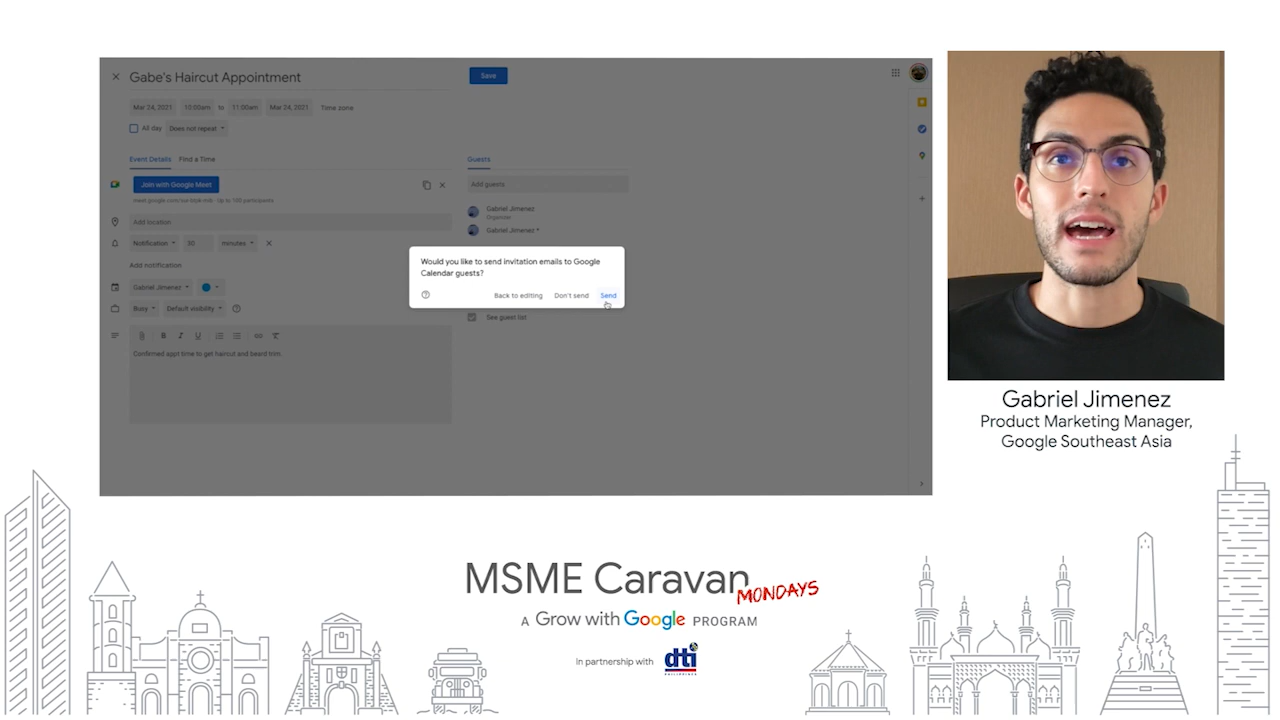 Gabe's Haircut Appointment
Save
Mar 24, 2021 10:00am to 11:00am Mar 24, 2021 Time zone
All day Does not repeat
Event Details Find a Time
Guests
Join with Google Meet
Add guests
Up to 100 participants
Gabriel Jimenez
Organizer
Add location
Gabriel Jimenez *
Notification 30 minutes
Would you like to send invitation emails to Google
Calendar guests?
Add notification
Gabriel Jimenez
Back to editing Don't send Send
Busy Default visibility
See guest list
B I U
Confirmed appt time to get haircut and beard trim.
Gabriel Jimenez
Product Marketing Manager,
Google Southeast Asia
MSME Caravan
MONDAYS
A Grow with Google PROGRAM
In partnership with dti
PHILIPPINES